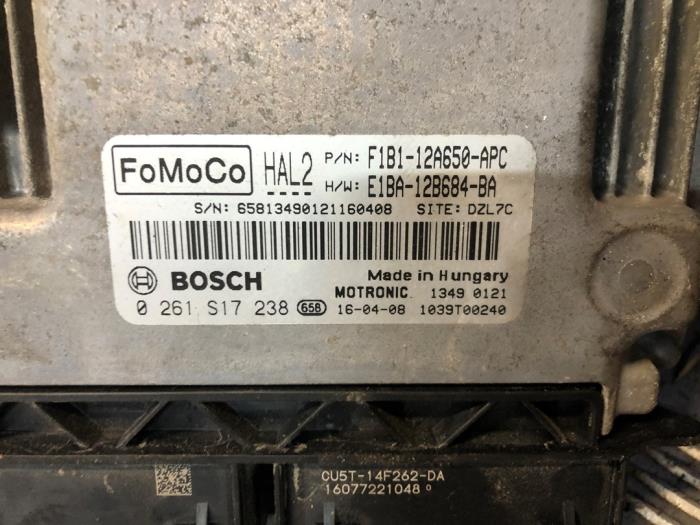 FoMoCo HAL2 P/N: F1B1-12A650-APC
H/W: E1BA-12B684-BA
S/N: 65813490121160408 SITE: DZL7C
BOSCH Made in Hungary
MOTRONIC 1349 0121
0 261 S17 238 658 16-04-08 1039T00240
CU5T-14F262-DA
16077221048